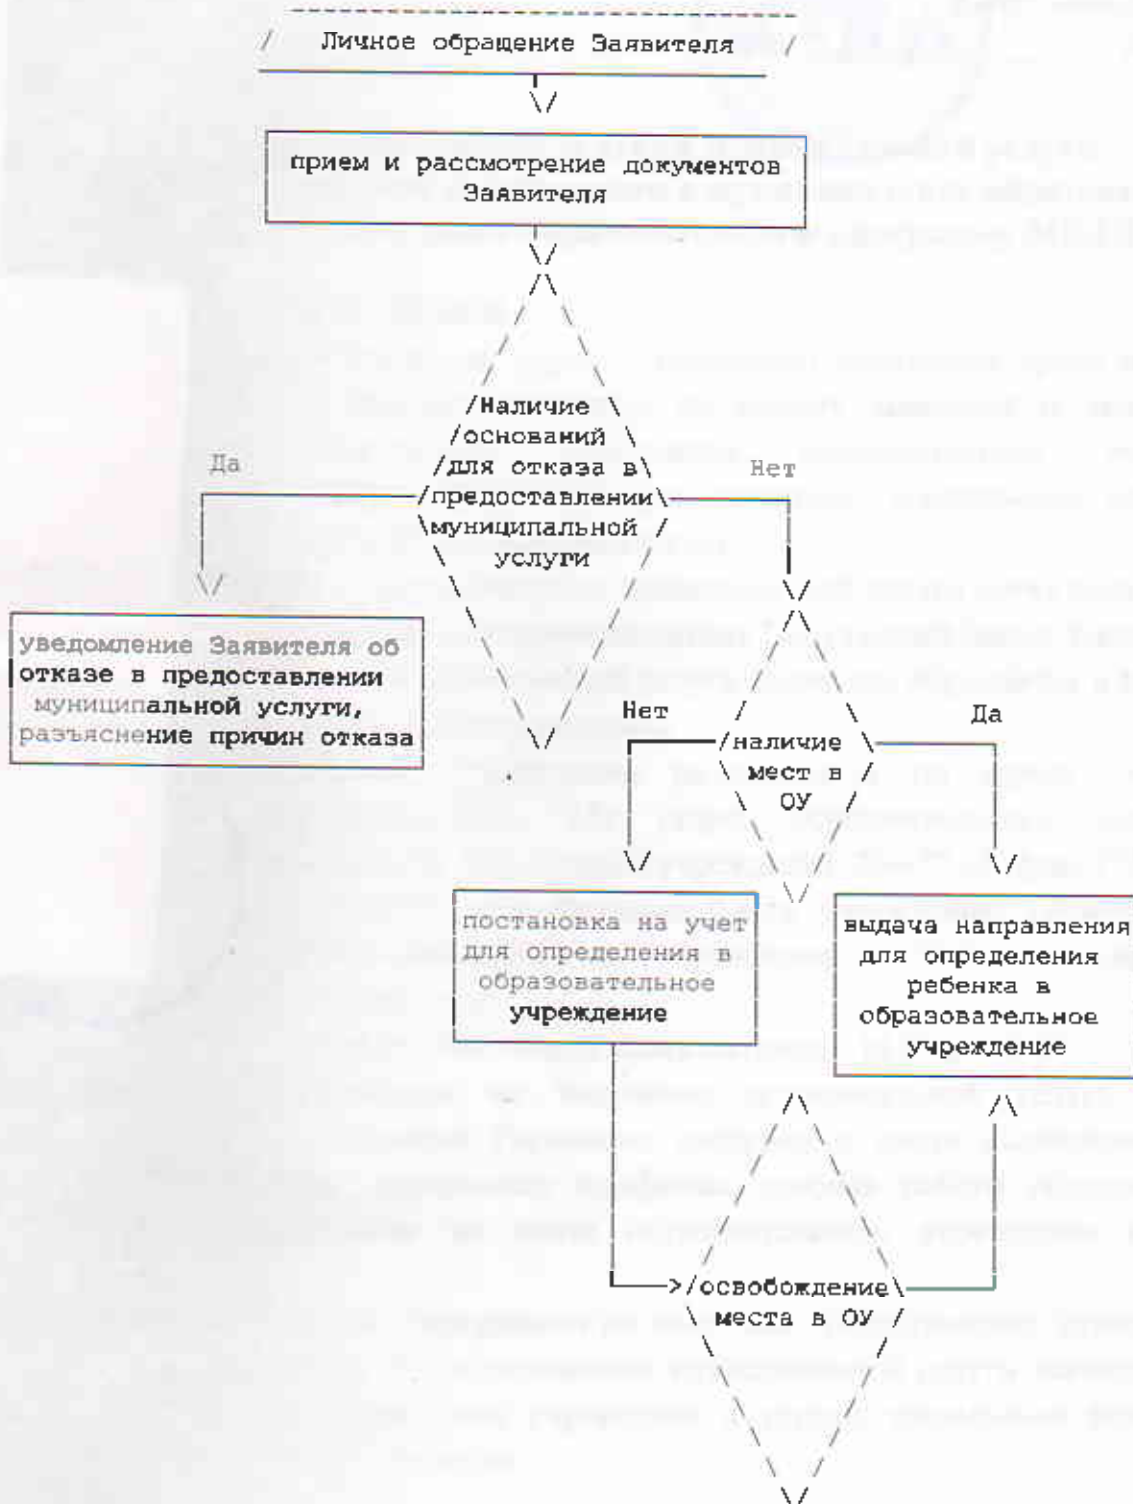 Личное обращение Заявителя
прием и рассмотрение документов
Заявителя
Наличие
оснований
для отказа в
предоставлении
муниципальной
услуги
Да
Нет
уведомление Заявителя об
отказе в предоставлении
муниципальной услуги,
разъяснение причин отказа
Нет
Да
наличие
мест в
ОУ
постановка на учет
для определения в
образовательное
учреждение
выдача направления
для определения
ребенка в
образовательное
учреждение
освобождение
места в ОУ